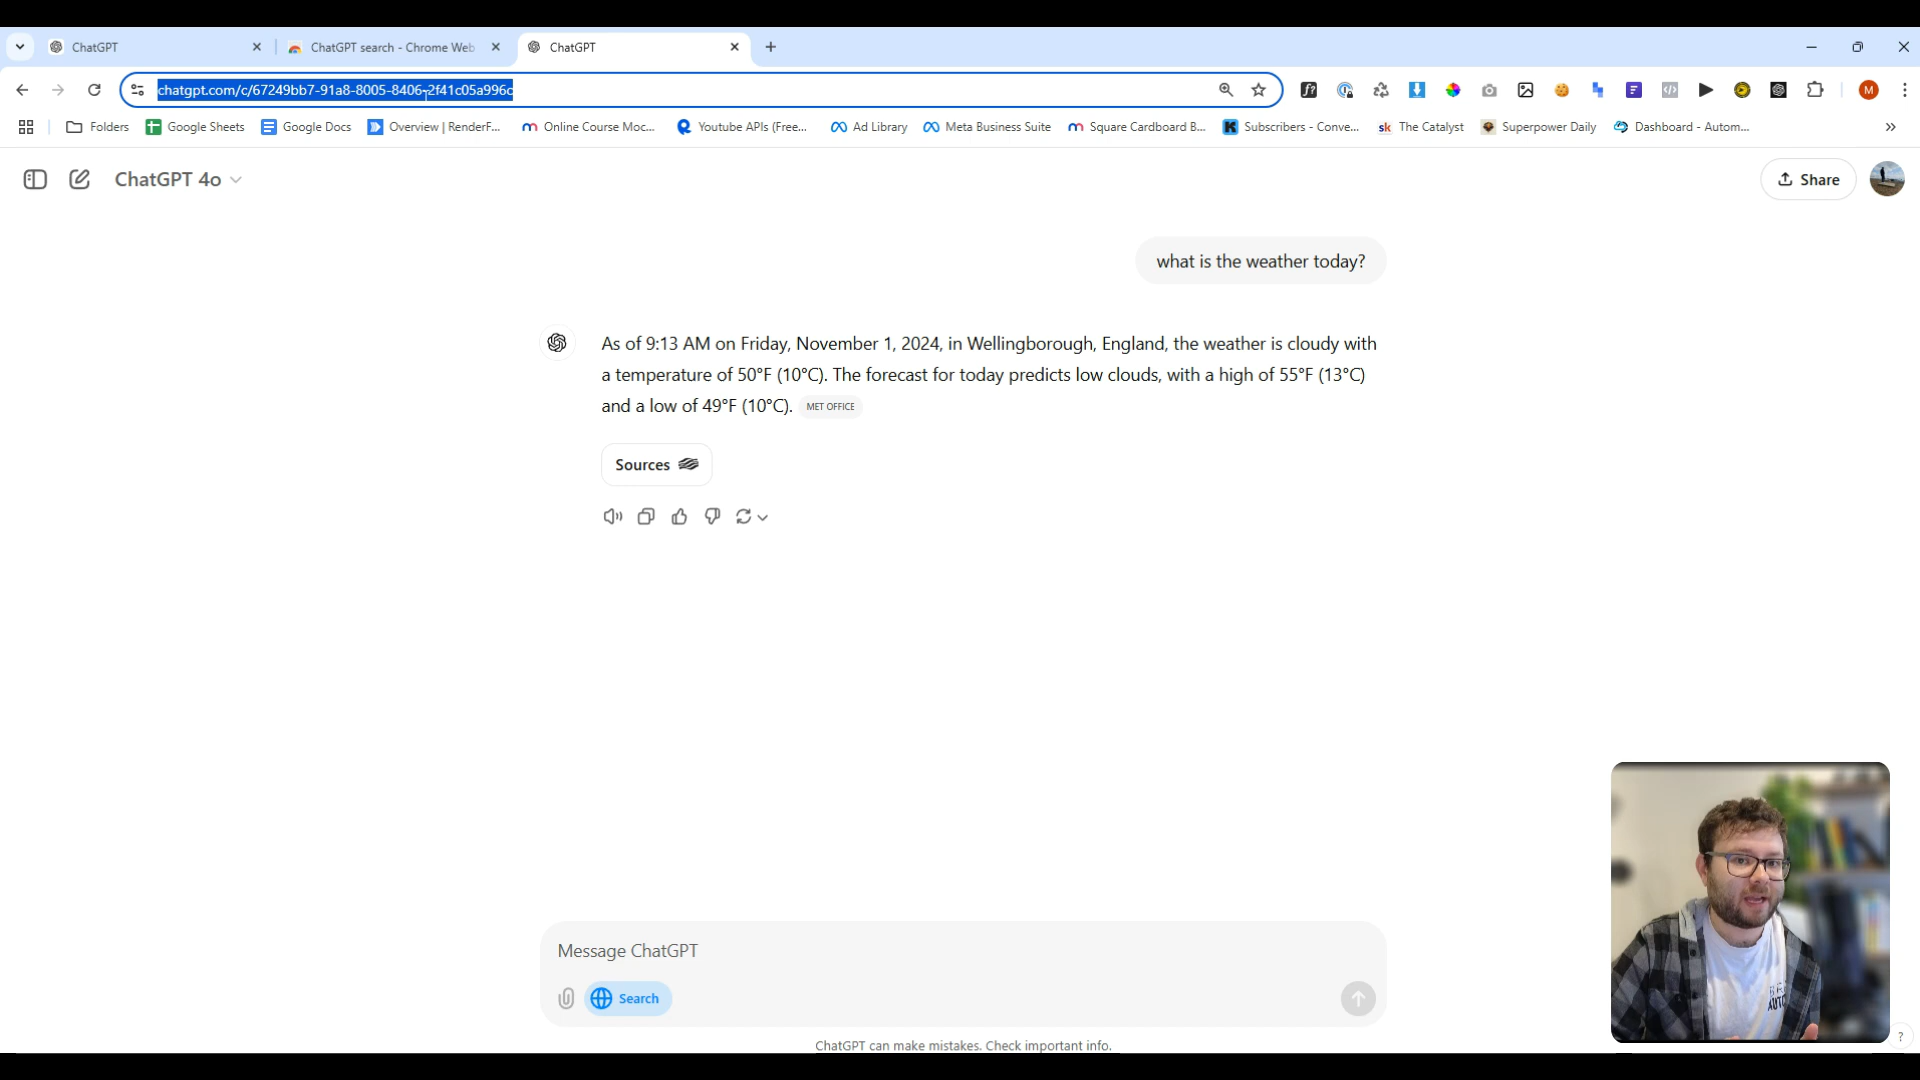 ChatGPT
ChatGPT search - Chrome Web
ChatGPT
chatgpt.com/c/67249bb7-91a8-8005-8406-2f41c05a996c
M
Folders
Google Sheets
Google Docs
Overview | RenderF...
Online Course Moc...
Youtube APIs (Free...
Ad Library
Meta Business Suite
Square Cardboard B...
Subscribers - Conve...
sk The Catalyst
Superpower Daily
Dashboard - Autom...
ChatGPT 4o
Share
what is the weather today?
As of 9:13 AM on Friday, November 1, 2024, in Wellingborough, England, the weather is cloudy with
a temperature of 50°F (10°C). The forecast for today predicts low clouds, with a high of 55°F (13°C)
and a low of 49°F (10°C). MET OFFICE
Sources
Message ChatGPT
Search
ChatGPT can make mistakes. Check important info.
?